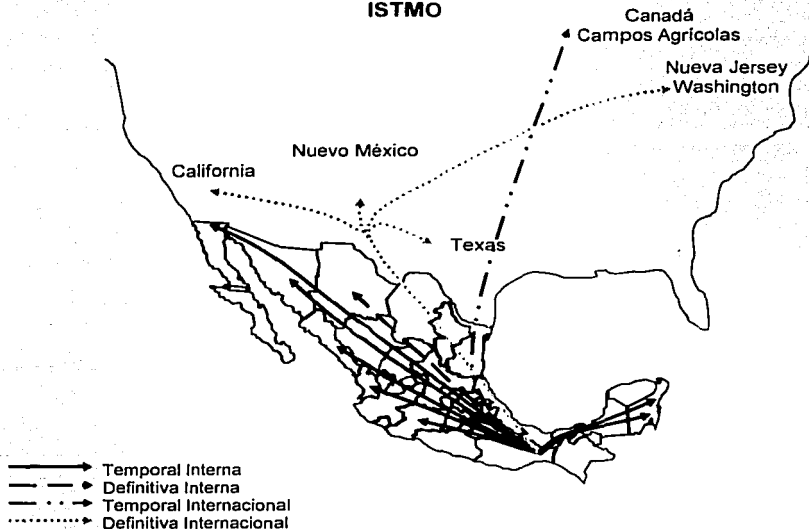 ISTMO
Canadá
Campos Agrícolas
Nueva Jersey
Washington
Nuevo México
California
Texas
Temporal Interna
Definitiva Interna
Temporal Internacional
Definitiva Internacional